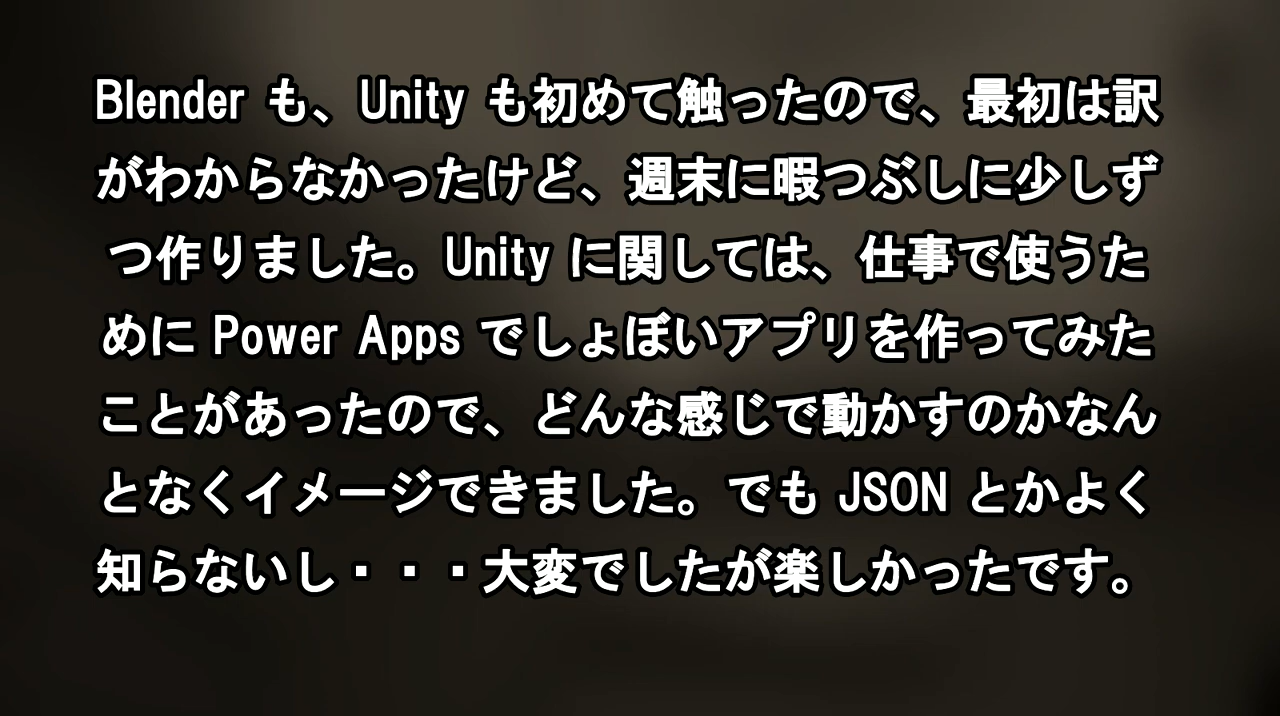 Blender も、Unity も初めて触ったので、最初は訳
がわからなかったけど、週末に暇つぶしに少しず
つ作りました。Unity に関しては、仕事で使うた
めに Power Apps でしょぼいアプリを作ってみた
ことがあったので、どんな感じで動かすのかなん
となくイメージできました。でも JSON とかよく
知らないし・・・大変でしたが楽しかったです。